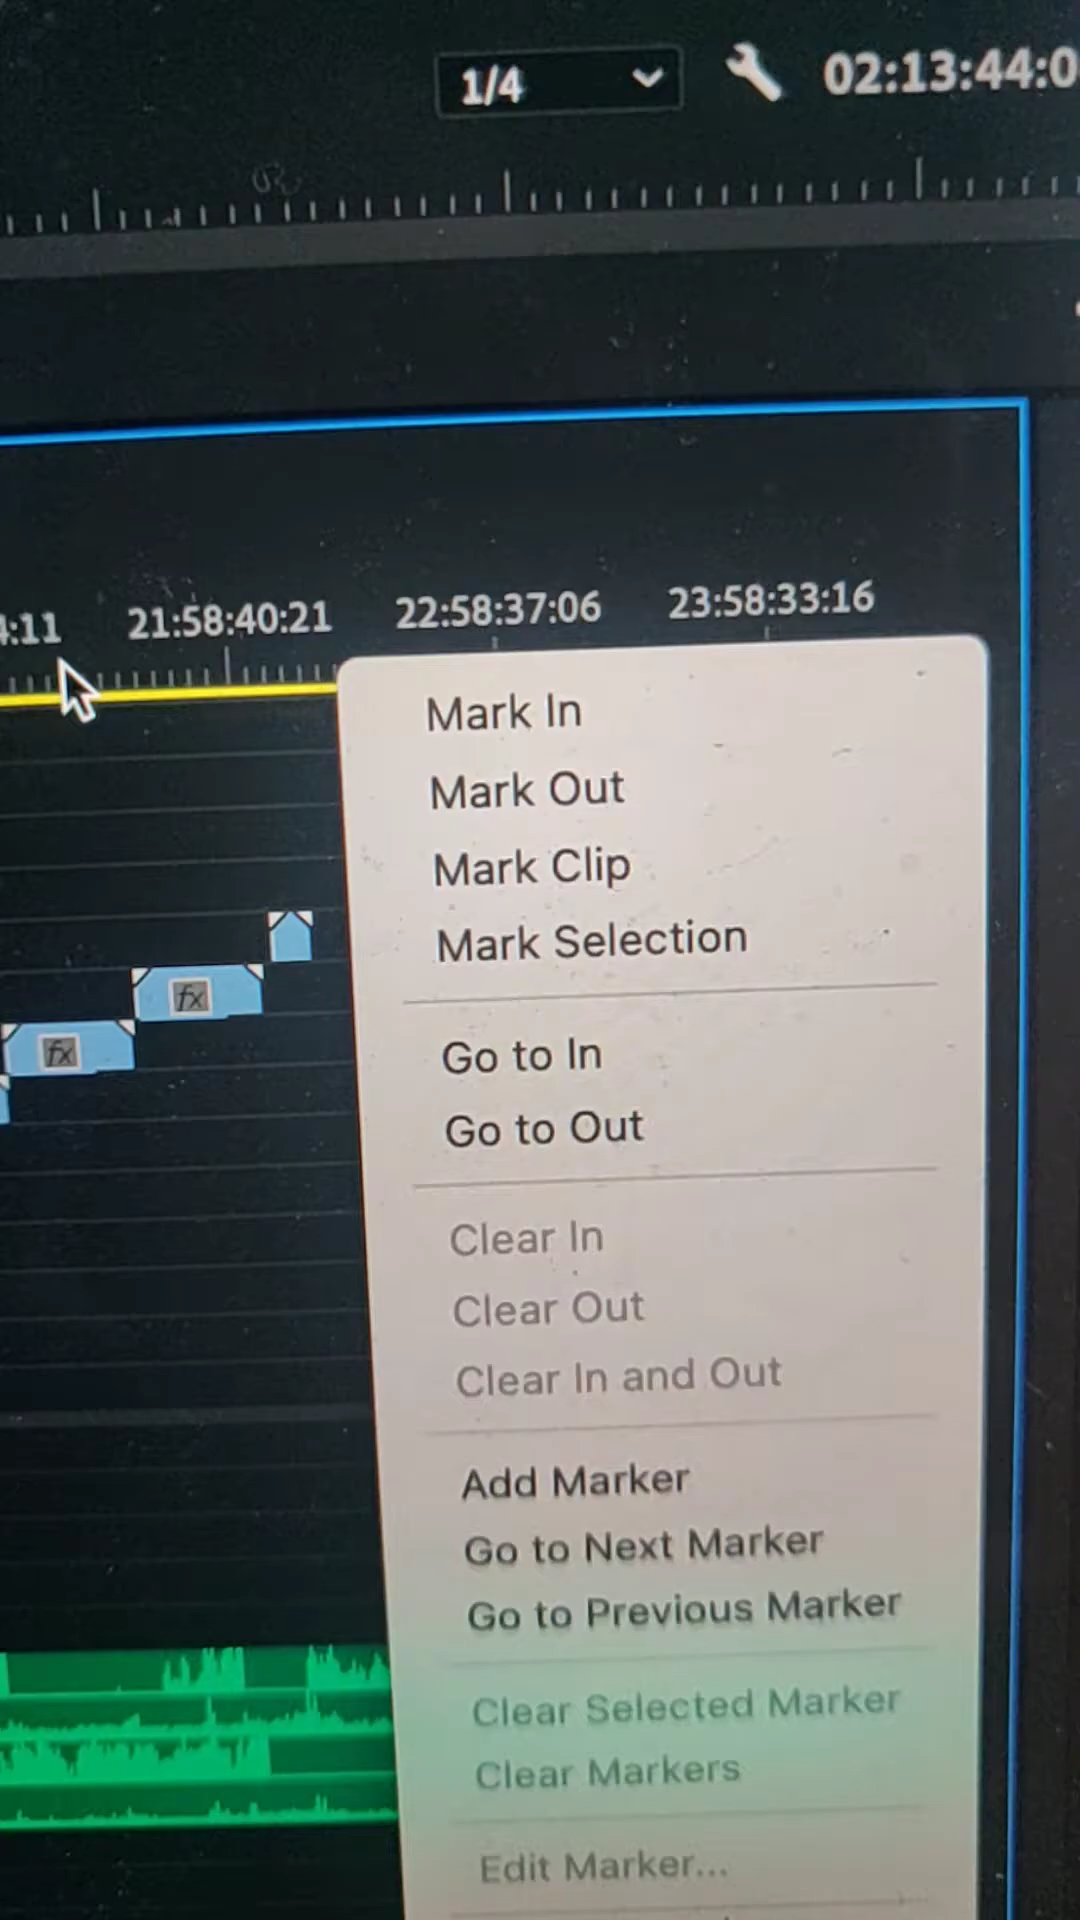 1/4
02:13:44:0
4:11 21:58:40:21 22:58:37:06 23:58:33:16
Mark In
Mark Out
Mark Clip
Mark Selection
fx
Go to In
fx
Go to Out
Clear In
Clear Out
Clear In and Out
Add Marker
Go to Next Marker
Go to Previous Marker
Clear Selected Marker
Clear Markers
Edit Marker...